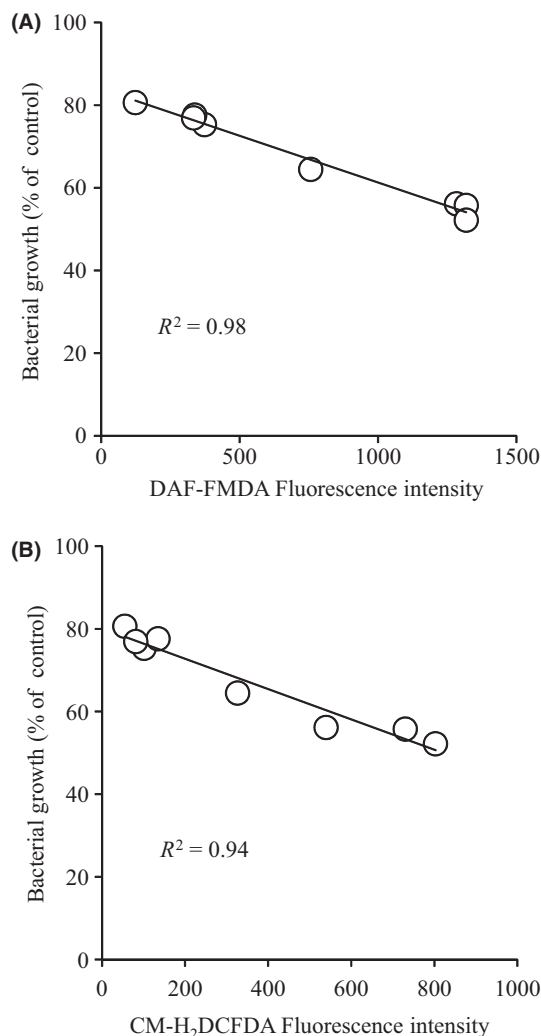 (A)
100
80
60
40
20
0
Bacterial growth (% of control)
R² = 0.98
0 500 1000 1500
DAF-FMDA Fluorescence intensity
(B)
100
80
60
40
20
0
Bacterial growth (% of control)
R² = 0.94
0 200 400 600 800 1000
CM-H₂DCFDA Fluorescence intensity